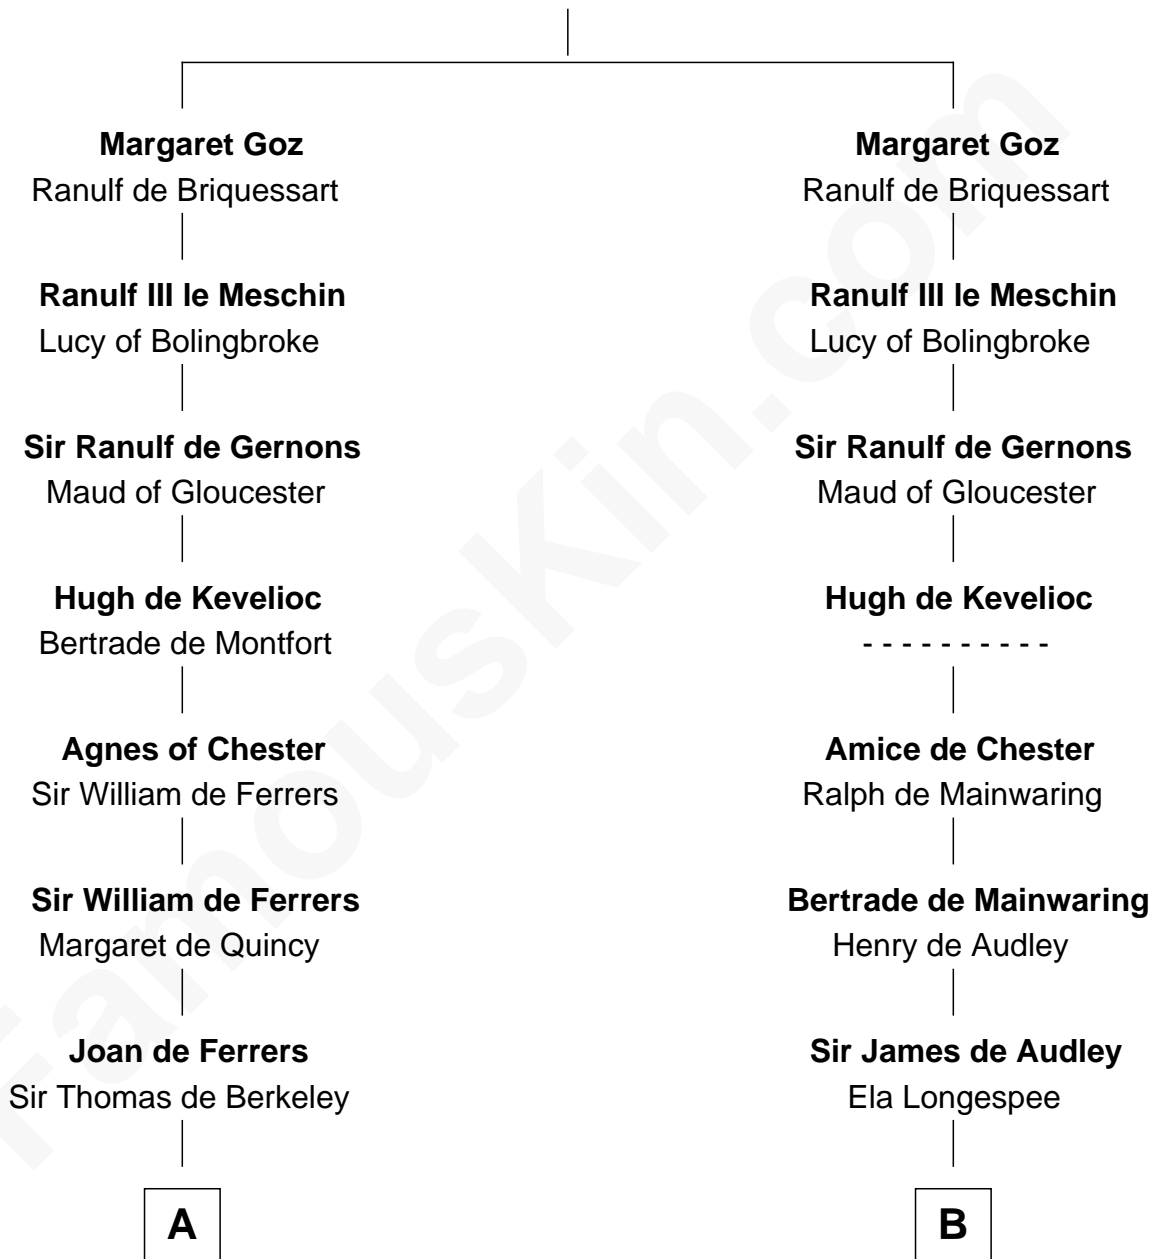 Margaret Goz
Ranulf de Briquessart
Ranulf III le Meschin
Lucy of Bolingbroke
Sir Ranulf de Gernons
Maud of Gloucester
Hugh de Kevelioc
Bertrade de Montfort
Agnes of Chester
Sir William de Ferrers
Sir William de Ferrers
Margaret de Quincy
Joan de Ferrers
Sir Thomas de Berkeley
A
Margaret Goz
Ranulf de Briquessart
Ranulf III le Meschin
Lucy of Bolingbroke
Sir Ranulf de Gernons
Maud of Gloucester
Hugh de Kevelioc
- - - - - - - - - -
Amice de Chester
Ralph de Mainwaring
Bertrade de Mainwaring
Henry de Audley
Sir James de Audley
Ela Longespee
B
FamousKin.com